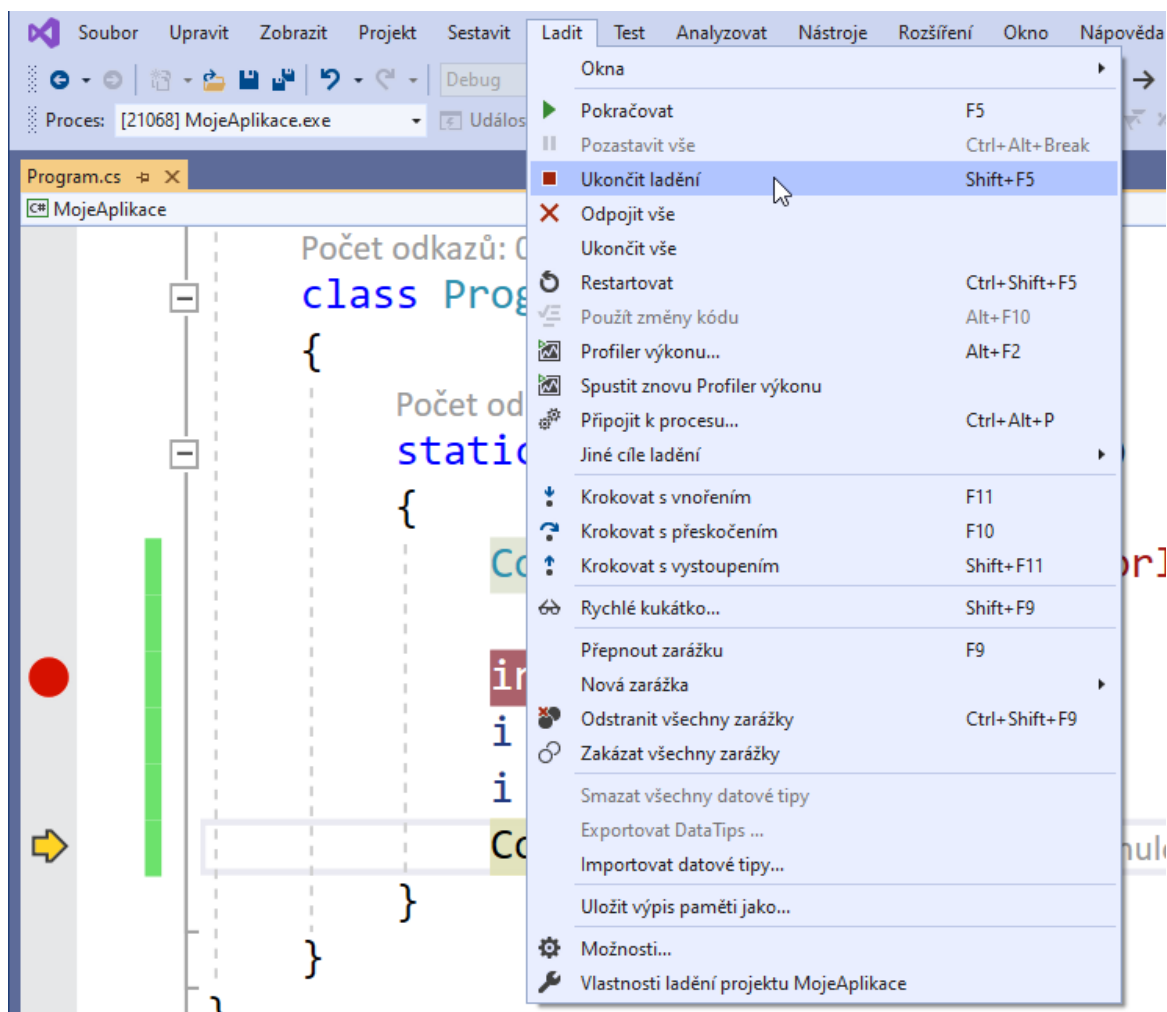 Soubor Upravit Zobrazit Projekt Sestavit Ladit Test Analyzovat Nástroje Rozšíření Okno Nápověda
Debug
Proces: [21068] MojeAplikace.exe Událos
Program.cs
C# MojeAplikace
Okna
Pokračovat F5
Pozastavit vše Ctrl+Alt+Break
Ukončit ladění Shift+F5
Odpojit vše
Ukončit vše
Restartovat Ctrl+Shift+F5
Použít změny kódu Alt+F10
Profiler výkonu... Alt+F2
Spustit znovu Profiler výkonu
Připojit k procesu... Ctrl+Alt+P
Jiné cíle ladění
Krokovat s vnořením F11
Krokovat s přeskočením F10
Krokovat s vystoupením Shift+F11
Rychlé kukátko... Shift+F9
Přepnout zarážku F9
Nová zarážka
Odstranit všechny zarážky Ctrl+Shift+F9
Zakázat všechny zarážky
Smazat všechny datové tipy
Exportovat DataTips ...
Importovat datové tipy...
Uložit výpis paměti jako...
Možnosti...
Vlastnosti ladění projektu MojeAplikace
Počet odkazů: 0
class Prog
{
Počet od
static
{
Co
in
i
i
Co
}
}
}